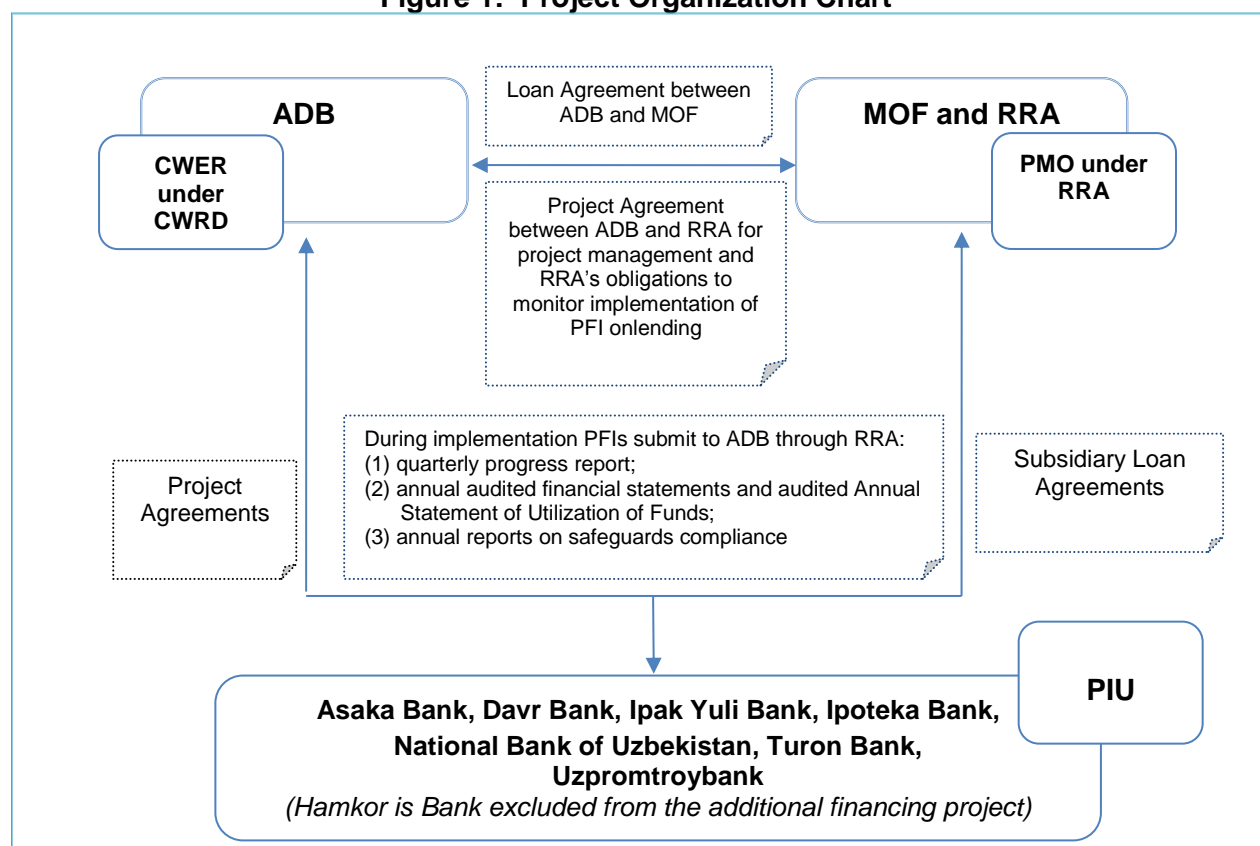 Figure 1: Project Organization Chart
ADB
CWER
under
CWRD
Loan Agreement between
ADB and MOF
MOF and RRA
PMO under
RRA
Project Agreement
between ADB and RRA for
project management and
RRA's obligations to
monitor implementation of
PFI onlending
Project
Agreements
During implementation PFIs submit to ADB through RRA:
(1) quarterly progress report;
(2) annual audited financial statements and audited Annual
Statement of Utilization of Funds;
(3) annual reports on safeguards compliance
Subsidiary Loan
Agreements
PIU
Asaka Bank, Davr Bank, Ipak Yuli Bank, Ipoteka Bank,
National Bank of Uzbekistan, Turon Bank,
Uzpromtroybank
(Hamkor is Bank excluded from the additional financing project)